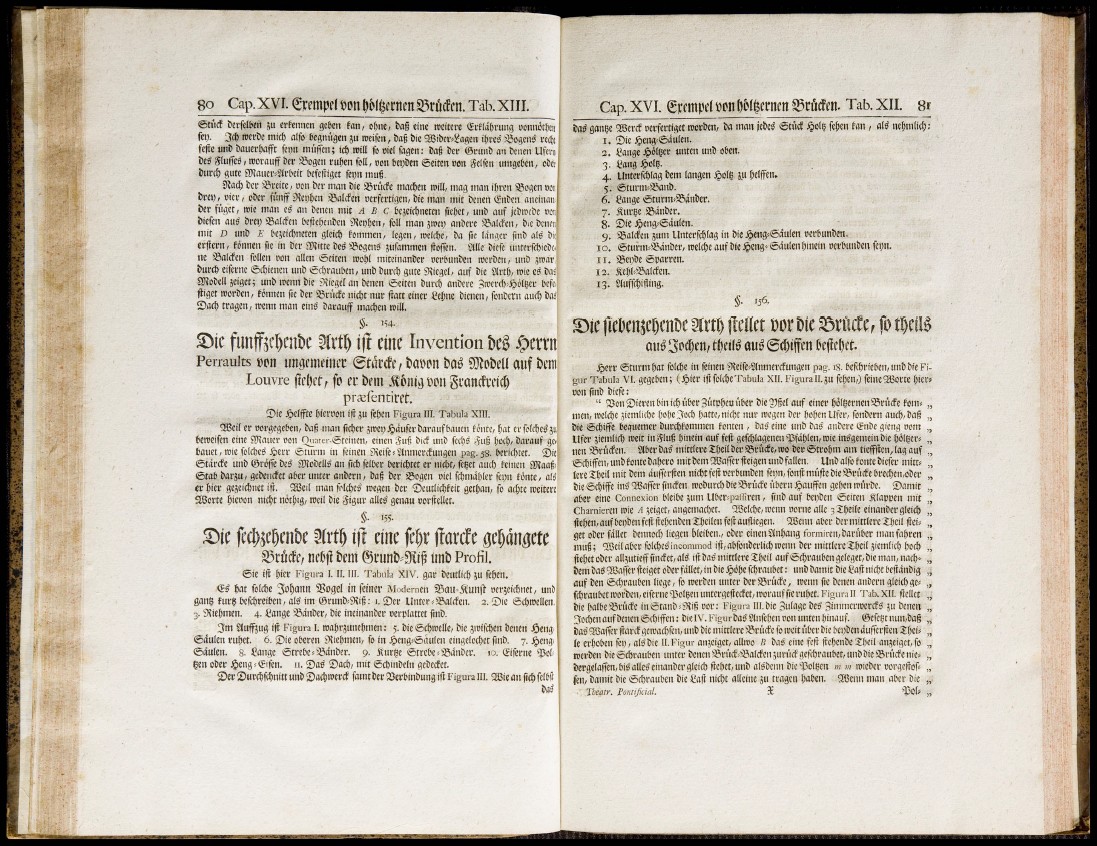 80 Cap. XVI. Exempel von höltzernen Brücken. Tab. XIII.
Stück derselben zu erkennen geben kan, ohne, daß eine weitere Erklährung vonnöthen
sey. Ich werde mich also begnügen zu weisen, daß die Wider-Lagen ihres Bogens recht
feste und dauerhafft seyn müssen; ich will so viel sagen: daß der Grund an denen Ufern
des Flusses, worauff der Bogen ruhen soll, von beyden Seiten von Felsen umgeben, oder
durch gute Mauer-Arbeit befestiget seyn muß.
Nach der Breite, von der man die Brücke machen will, mag man ihren Bogen von
drey, vier, oder fünff Reyhen Balcken verfertigen, die man mit denen Enden aneinan
der füget, wie man es an denen mit A B C bezeichneten siehet, und auf jedwede von
diesen aus drey Balcken bestehenden Reyhen, soll man zwey andere Balcken, die denen
mit D und E bezeichneten gleich kommen, legen, welche, da sie länger sind als die
erstern, können sie in der Mitte des Bogens zusammen stossen. Alle diese unterschiede
ne Balcken sollen von allen Seiten wohl miteinander verbunden werden, und zwar
durch eiserne Schienen und Schrauben, und durch gute Riegel, auf die Arth, wie es das
Modell zeiget; und wenn die Riegel an denen Seiten durch andere Zwerch-Höltzer befe
stiget worden, können sie der Brücke nicht nur statt einer Lehne dienen, sondern auch das
Dach tragen, wenn man eins darauff machen will.
§. 154.
Die funffzehende Arth ist eine Invention des Herrn
Perraults von ungemeiner Stärcke, davon das Modell auf dem
Louvre stehet, so er dem König von Franckreich
præsentiret.
Die Helffte hiervon ist zu sehen Figura III. Tabula XIII.
Weil er vorgegeben, daß man sicher zwey Häuser darauf bauen könte, hat er solches zu
beweisen eine Mauer von Quater-Steinen, einen Fuß dick und sechs Fuß hoch, darauf ge
bauet, wie solches Herr Sturm in seinen Reise-Anmerckungen pag. 58. berichtet. Die
Stärcke und Grösse des Modells an sich selber berichtet er nicht, setzet auch keinen Maaß-
Stab darzu, gedencket aber unter andern, daß der Bogen viel schmähler seyn könte, als
er hier gezeichnet ist. Weil man solches wegen der Deutlichkeit gethan, so achte weitere
Worte hiervon nicht nöthig, weil die Figur alles genau vorstellet.
§. 155.
Die sechzehende Arth ist eine sehr starcke gehängete
Brücke, nebst dem Grund-Riß und Profil.
Sie ist hier Figura I. II. III. Tabula XIV. gar deutlich zu sehen.
Es hat solche Johann Vogel in seiner Modernen Bau-Kunst verzeichnet, und
gantz kurtz beschreiben, als im Grund-Riß: 1. Der Unter-Balcken. 2. Die Schwellen.
3. Riehmen. 4. Lange Bänder, die ineinander verplattet sind.
Im Auffzug ist Figura I. wahrzunehmen: 5. die Schwelle, die zwischen denen Heng-
Säulen ruhet. 6. Die oberen Riehmen, so in Heng-Säulen eingelochet sind. 7. Heng-
Säulen. 8. Lange Strebe-Bänder. 9. Kurtze Strebe-Bänder. 10. Eiserne Pol-
tzen oder Heng-Eisen. 11. Das Dach, mit Schindeln gedecket.
Der Durchschnitt und Dachwerck samt der Verbindung ist Figura III. Wie an sich selbst
das
Cap. XVI. Exempel von höltzernen Brücken. Tab. XII. 81
das gantze Werck verfertiget worden, da man jedes Stück Holtz sehen kan, als nehmlich:
1. Die Heng-Säulen.
2. Lange Höltzer unten und oben.
3. Lang Holtz.
4. Unterschlag dem langen Holtz zu helffen.
5. Sturm-Band.
6. Lange Sturm-Bänder.
7. Kurtze Bänder.
8. Die Heng-Säulen.
9. Balcken zum Unterschlag in die Heng-Säulen verbunden.
10. Sturm-Bänder, welche auf die Heng-Säulen hinein verbunden seyn.
11. Beyde Sparren.
12. Kehl-Balcken.
13. Auffschifting.
§. 156.
Die siebenzehende Arth stellet vor die Brücke, so theils
aus Jochen, theils aus Schiffen bestehet.
Herr Sturm hat solche in seinen Reise-Anmerckungen pag. 18. beschrieben, und die Fi-
gur Tabula VI. gegeben; (Hier ist solche Tabula XII. Figura II. zu sehen,) seine Worte hier-
von sind diese:
“ Von Dieren bin ich über Zütphen über die Yßel auf einer höltzernen Brücke kom- „
men, welche ziemliche hohe Joch hatte, nicht nur wegen der hohen Ufer, sondern auch, daß „
die Schiffe bequemer durchkommen konten, das eine und das andere Ende gieng vom „
Ufer ziemlich weit in Fluß hinein auf fest geschlagenen Pfählen, wie insgemein die höltzer- „
nen Brücken. Aber das mittlere Theil der Brücke, wo der Strohm am tieffsten, lag auf „
Schiffen, und konte dahero mit dem Wasser steigen und fallen. Und also konte dieser mitt- „
lere Theil mit dem äussersten nicht fest verbunden seyn, sonst müste die Brücke brechen, oder „
die Schiffe ins Wasser sincken, wodurch die Brücke übern Hauffen gehen würde. Damit „
aber eine Connexion bleibe zum Uber-passiren, sind auf beyden Seiten Klappen mit „
Charnieren wie A zeiget, angemachet. Welche, wenn vorne alle 3 Theile einander gleich „
stehen, auf beyden fest stehenden Theilen fest aufliegen. Wenn aber der mittlere Theil stei- „
get oder fället dennoch liegen bleiben, oder einen Anhang formiren, darüber man fahren „
muß; Weil aber solches incommod ist, absonderlich wenn der mittlere Theil ziemlich hoch „
stehet oder allzutieff sincket, als ist das mittlere Theil auf Schrauben geleget, die man, nach- „
dem das Wasser steiget oder fället, in die Höhe schraubet: und damit die Last nicht beständig „
auf den Schrauben liege, so werden unter der Brücke, wenn sie denen andern gleich ge- „
schraubet worden, eiserne Poltzen untergestecket, worauf sie ruhet. Figura II Tab. XII. stellet „
die halbe Brücke in Stand-Riß vor: Figura III. die Zulage des Zimmerwercks zu denen „
Jochen auf denen Schiffen: die IV. Figur das Ansehen von unten hinauf. Gesetzt nun, daß „
das Wasser starck gewachsen, und die mittlere Brücke so weit über die beyden äussersten Thei- „
le erhoben sey, als die II. Figur anzeiget, allwo B das eine fest stehende Theil anzeiget, so „
werden die Schrauben unter denen Brück-Balcken zurück geschraubet, und die Brücke nie- „
dergelassen, bis alles einander gleich stehet, und alsdenn die Poltzen m m wieder vorgestos- „
sen, damit die Schrauben die Last nicht alleine zu tragen haben. Wenn man aber die „
Theatr. Pontificial. X Pol- „